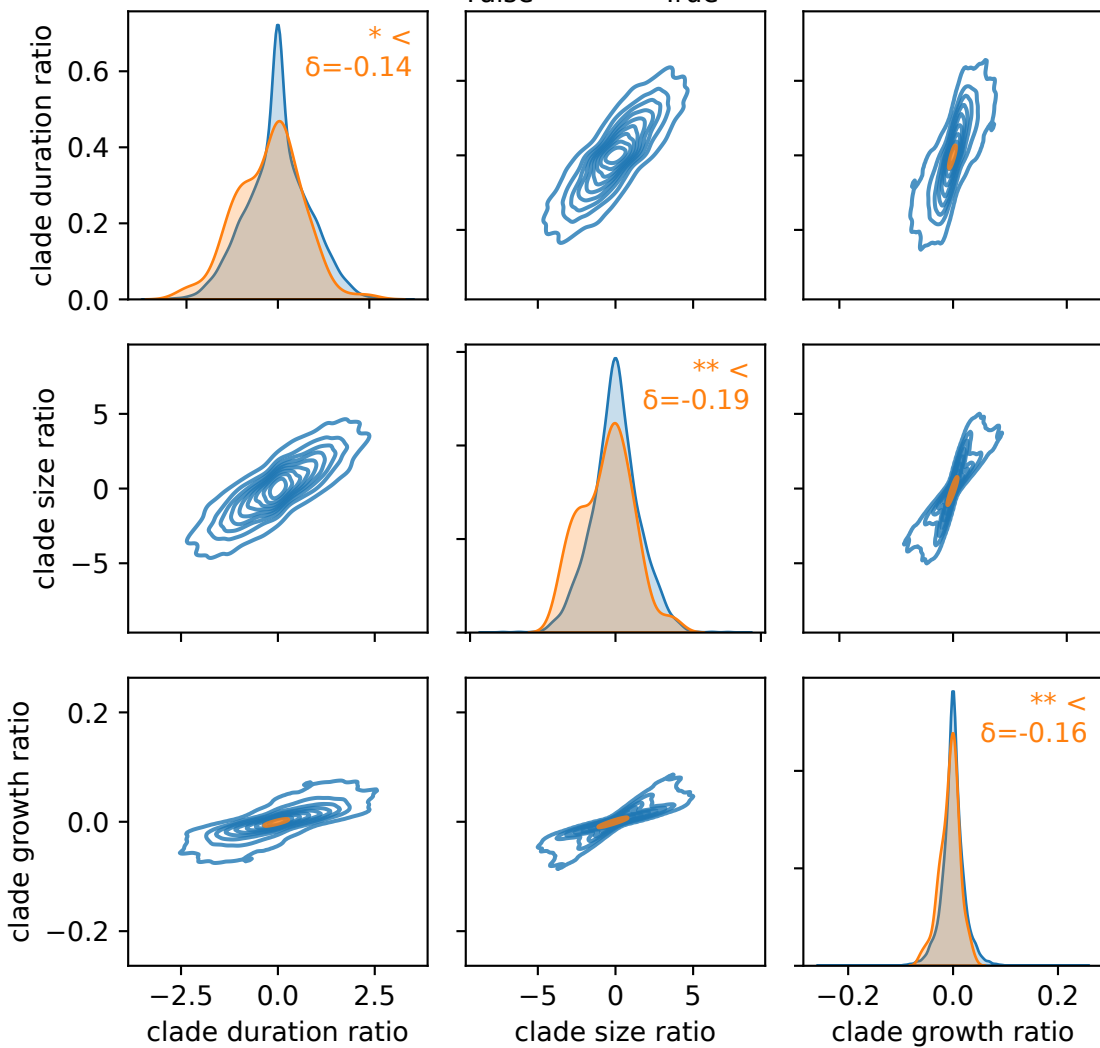 clade duration ratio
0.6
0.4
0.2
0.0
* <
δ=-0.14
clade size ratio
5
0
−5
** <
δ=-0.19
clade growth ratio
0.2
0.0
−0.2
** <
δ=-0.16
−2.5 0.0 2.5
−5 0 5
−0.2 0.0 0.2
clade duration ratio
clade size ratio
clade growth ratio